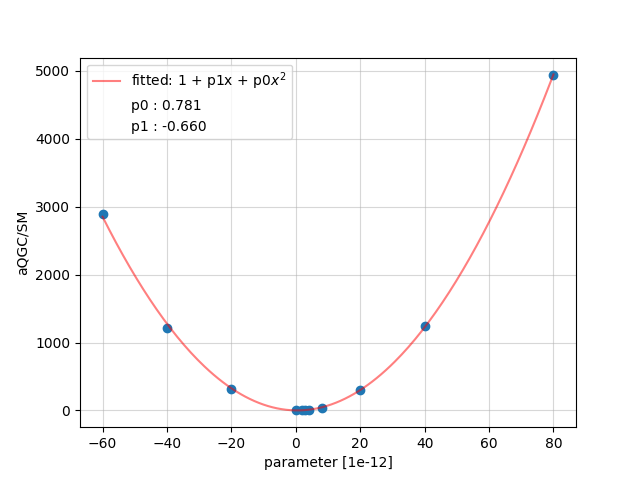 fitted: 1 + p1x + p0x²
p0 : 0.781
p1 : -0.660
5000
4000
3000
2000
1000
0
aQGC/SM
−60 −40 −20 0 20 40 60 80
parameter [1e-12]